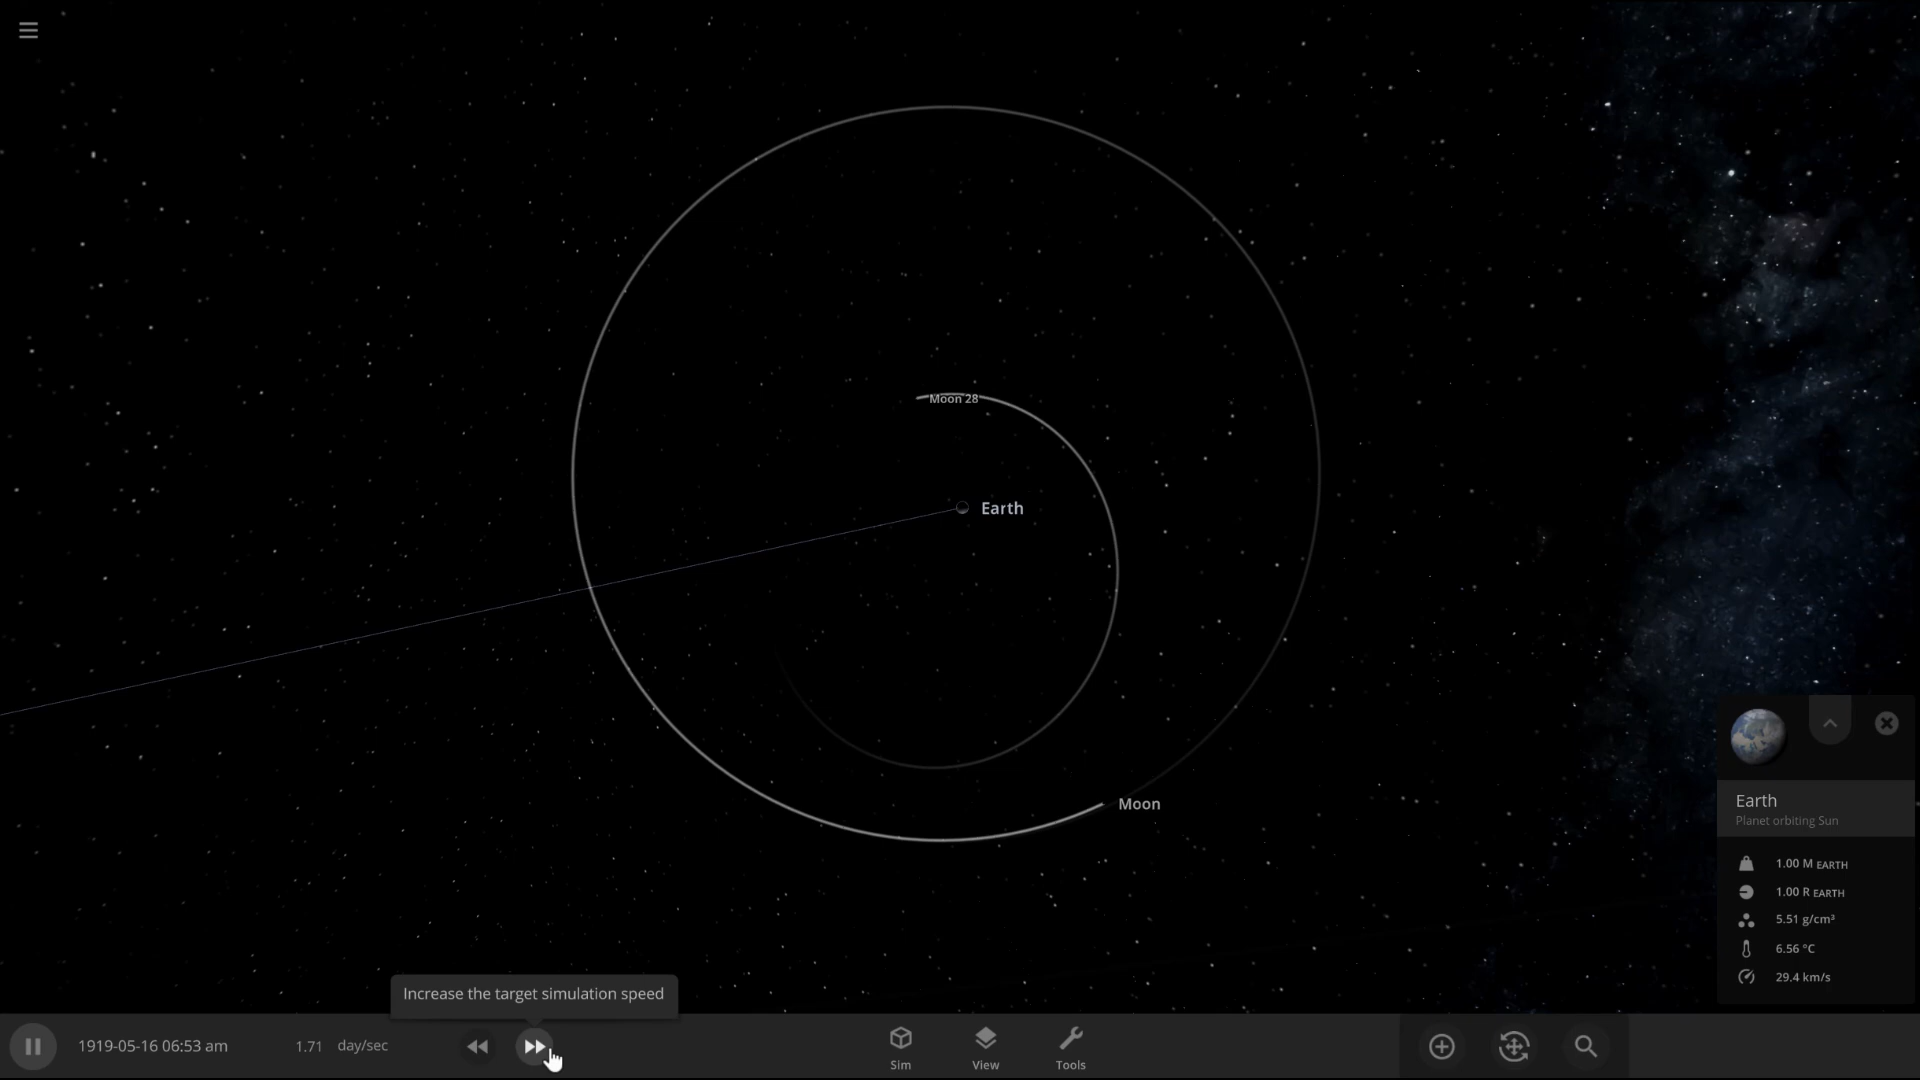 Moon 28
Earth
Moon
Earth
Planet orbiting Sun
1.00 M EARTH
1.00 R EARTH
5.51 g/cm³
6.56 °C
29.4 km/s
Increase the target simulation speed
1919-05-16 06:53 am 1.71 day/sec
Sim View Tools